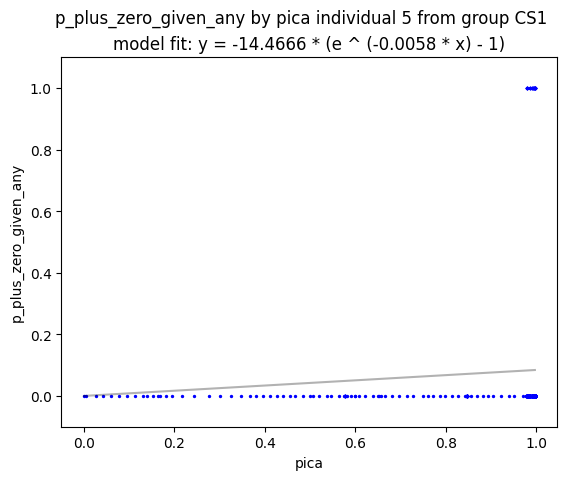 p_plus_zero_given_any by pica individual 5 from group CS1
model fit: y = -14.4666 * (e ^ (-0.0058 * x) - 1)
1.0
0.8
0.6
0.4
0.2
0.0
p_plus_zero_given_any
0.0 0.2 0.4 0.6 0.8 1.0
pica